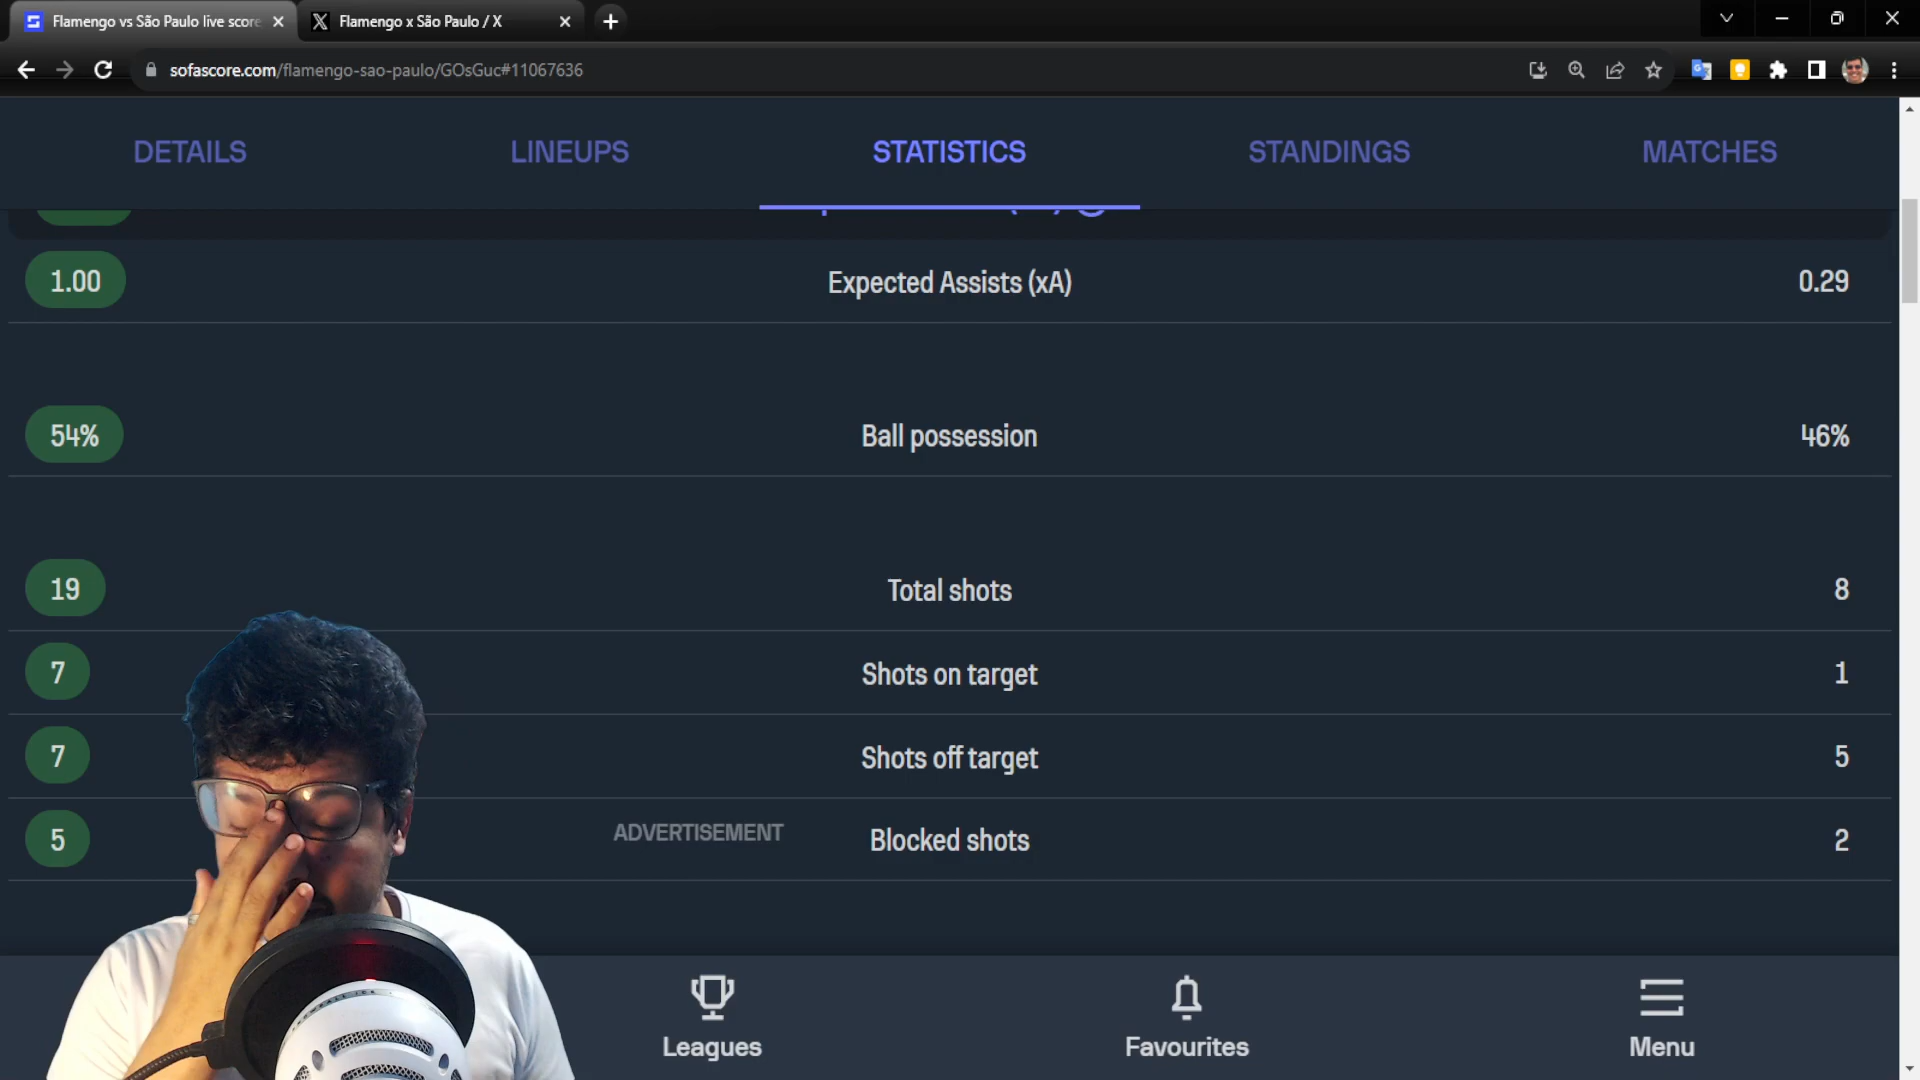 Flamengo vs São Paulo live score
Flamengo x São Paulo / X
sofascore.com/flamengo-sao-paulo/GOsGuc#11067636
DETAILS
LINEUPS
STATISTICS
STANDINGS
MATCHES
1.00 Expected Assists (xA) 0.29
54% Ball possession 46%
19 Total shots 8
7 Shots on target 1
7 Shots off target 5
5 ADVERTISEMENT Blocked shots 2
Leagues
Favourites
Menu